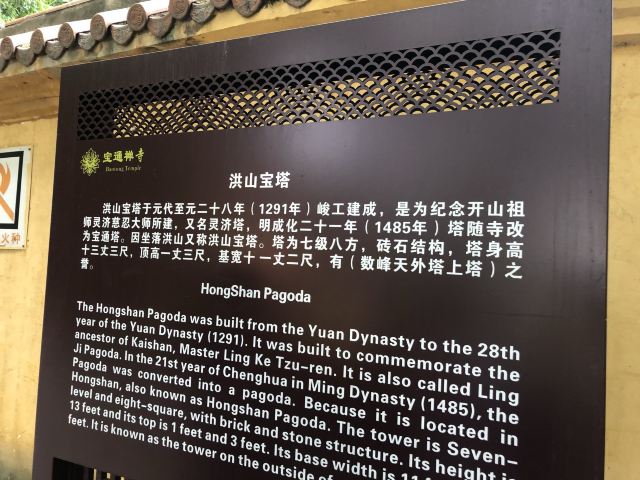 宝通禅寺
Baotong Temple
洪山宝塔
洪山宝塔于元代至元二十八年（1291年）峻工建成，是为纪念开山祖
师灵济慈忍大师所建，又名灵济塔，明成化二十一年（1485年）塔随寺改
为宝通塔。因坐落洪山又称洪山宝塔。塔为七级八方，砖石结构，塔身高
十三丈三尺，顶高一丈三尺，基宽十一丈二尺，有（数峰天外塔上塔）之
誉。
HongShan Pagoda
The Hongshan Pagoda was built from the Yuan Dynasty to the 28th
year of the Yuan Dynasty (1291). It was built to commemorate the
ancestor of Kaishan, Master Ling Ke Tzu-ren. It is also called Ling
Ji Pagoda. In the 21st year of Chenghua in Ming Dynasty (1485), the
Pagoda was converted into a pagoda. Because it is located in
Hongshan, also known as Hongshan Pagoda. The tower is Seven-
level and eight-square, with brick and stone structure. Its height is
13 feet and its top is 1 feet and 3 feet. Its base width is 11
feet. It is known as the tower on the outside of
火种